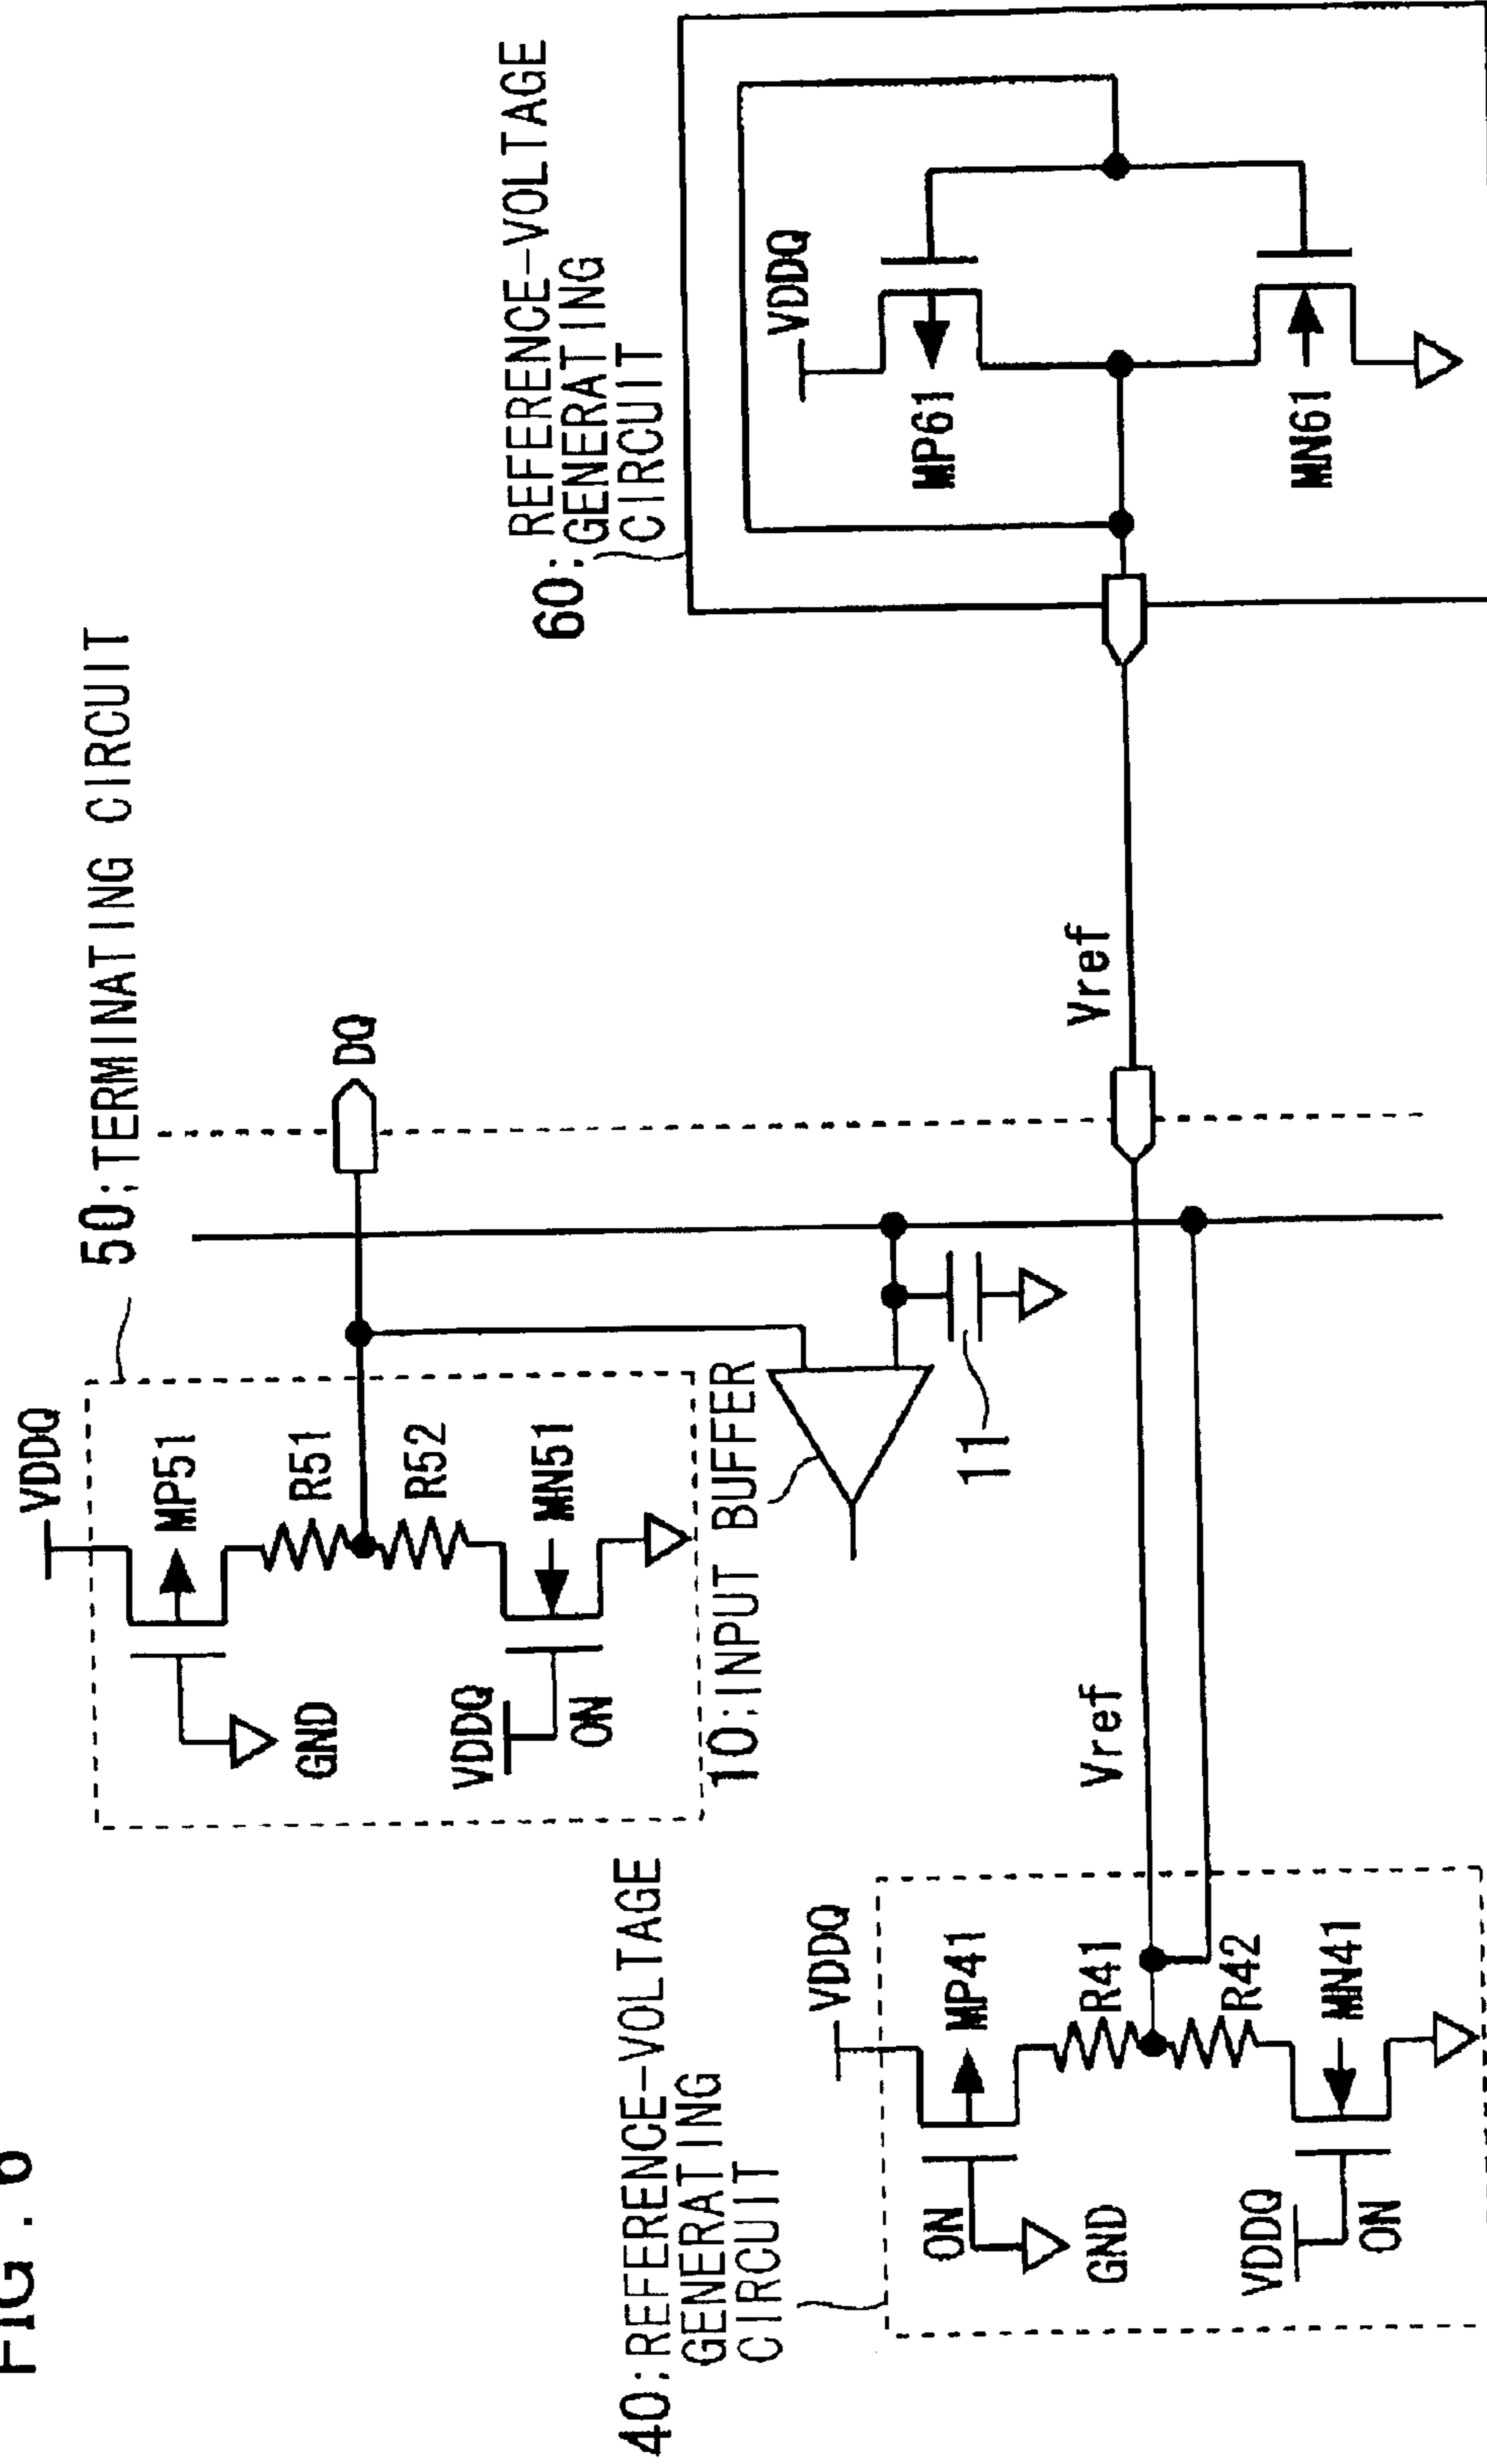 FIG. 6
50:TERMINATING CIRCUIT
VDDQ
MP51
R51
R52
MN51
GND
VDDQ
ON
DQ
10:INPUT BUFFER
11
60:REFERENCE-VOLTAGE
GENERATING
CIRCUIT
VDDQ
MP61
MN61
Vref
Vref
40:REFERENCE-VOLTAGE
GENERATING
CIRCUIT
VDDQ
MP41
R41
R42
MN41
ON
GND
VDDQ
ON